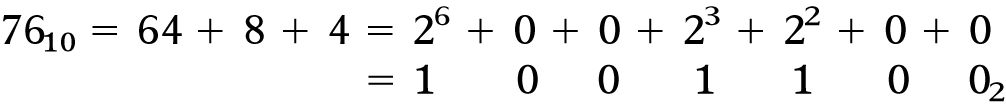 76₁₀ = 64 + 8 + 4 = 2⁶ + 0 + 0 + 2³ + 2² + 0 + 0
= 1 0 0 1 1 0 0₂